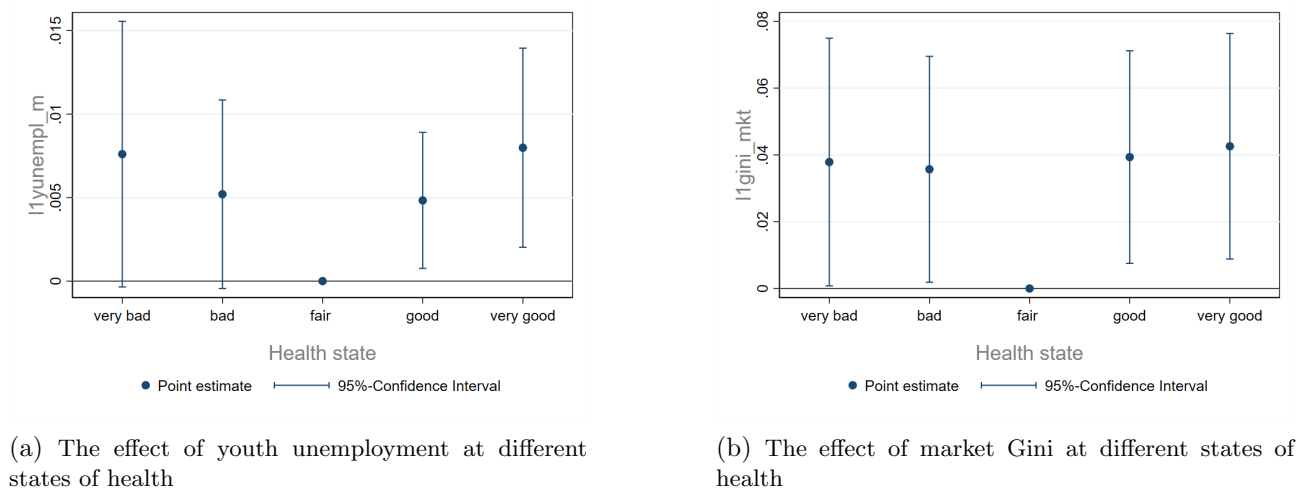 .015
.01
.005
0
l1yunempl_m
very bad bad fair good very good
Health state
Point estimate 95%-Confidence Interval
(a) The effect of youth unemployment at different
states of health
.08
.06
.04
.02
0
l1gini_mkt
very bad bad fair good very good
Health state
Point estimate 95%-Confidence Interval
(b) The effect of market Gini at different states of
health